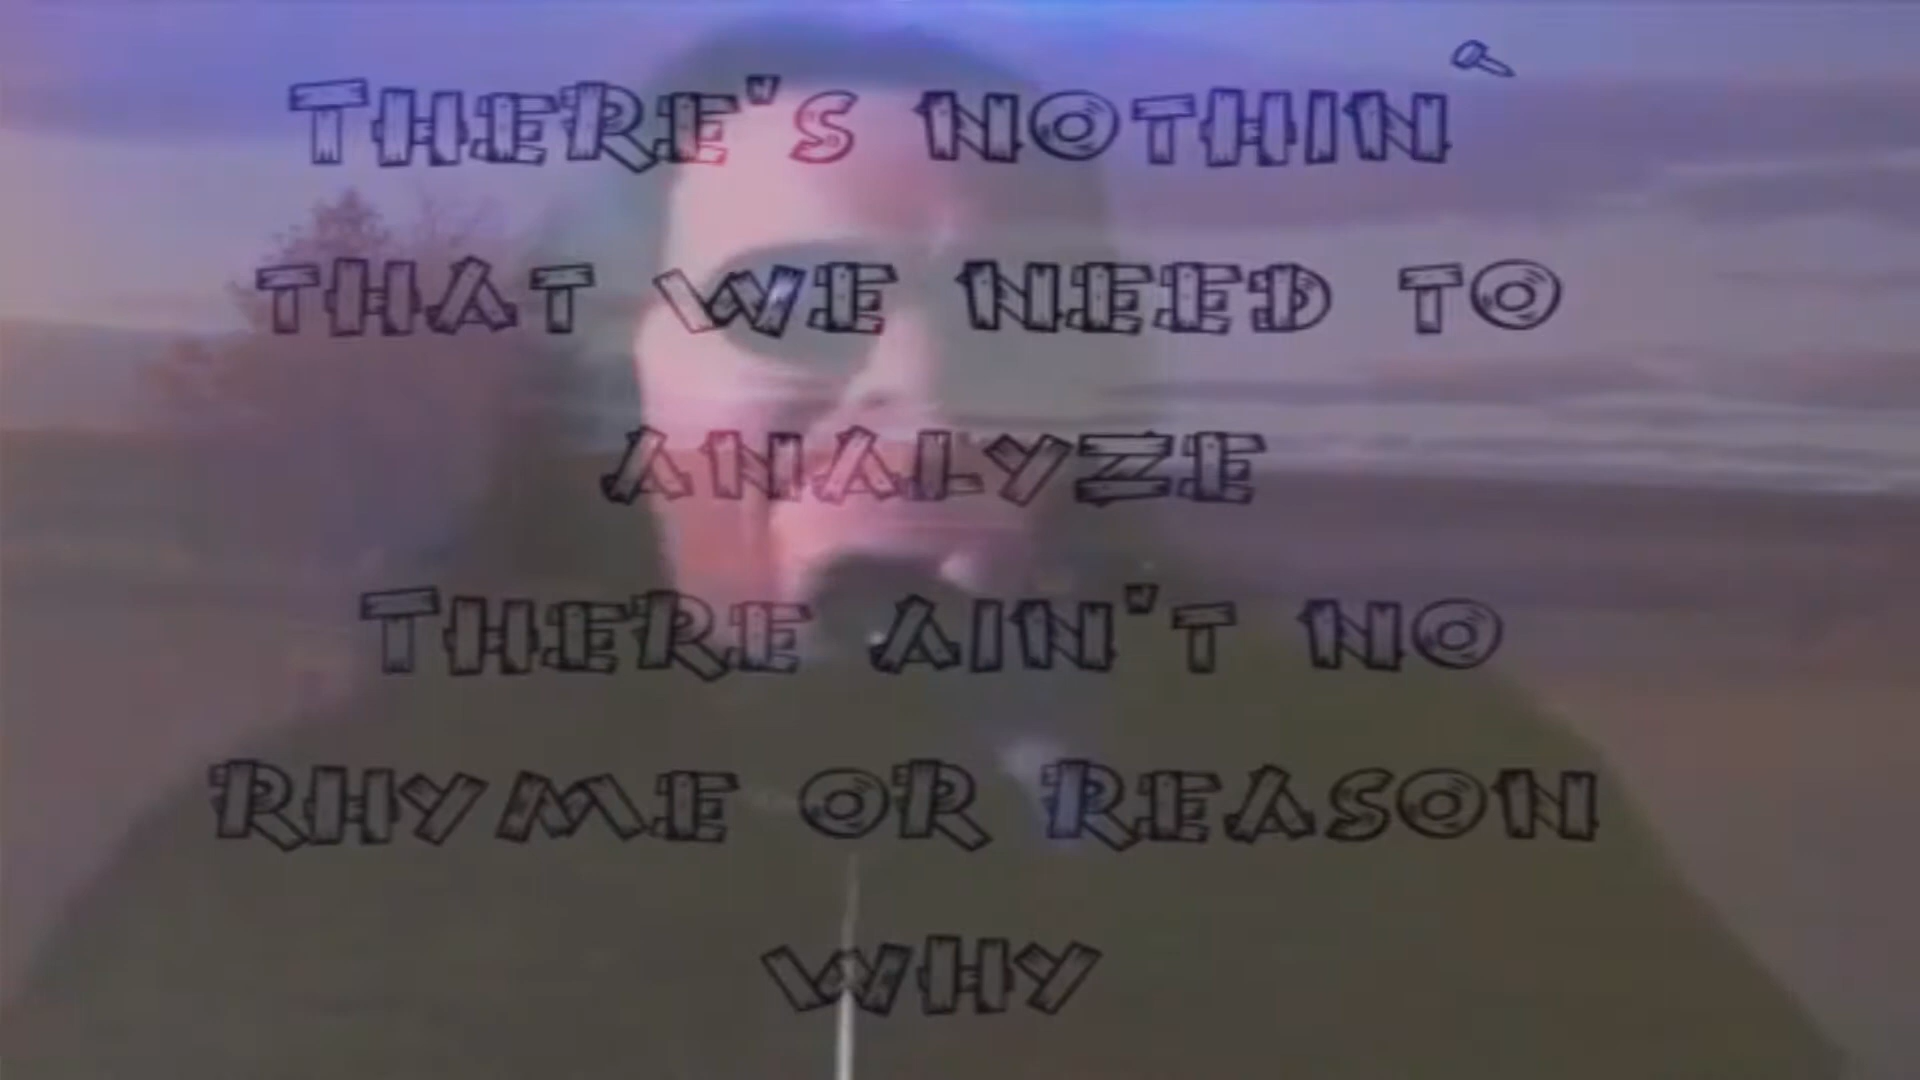 There's nothin`
that we need to
analyze
There ain't no
Rhyme or Reason
why